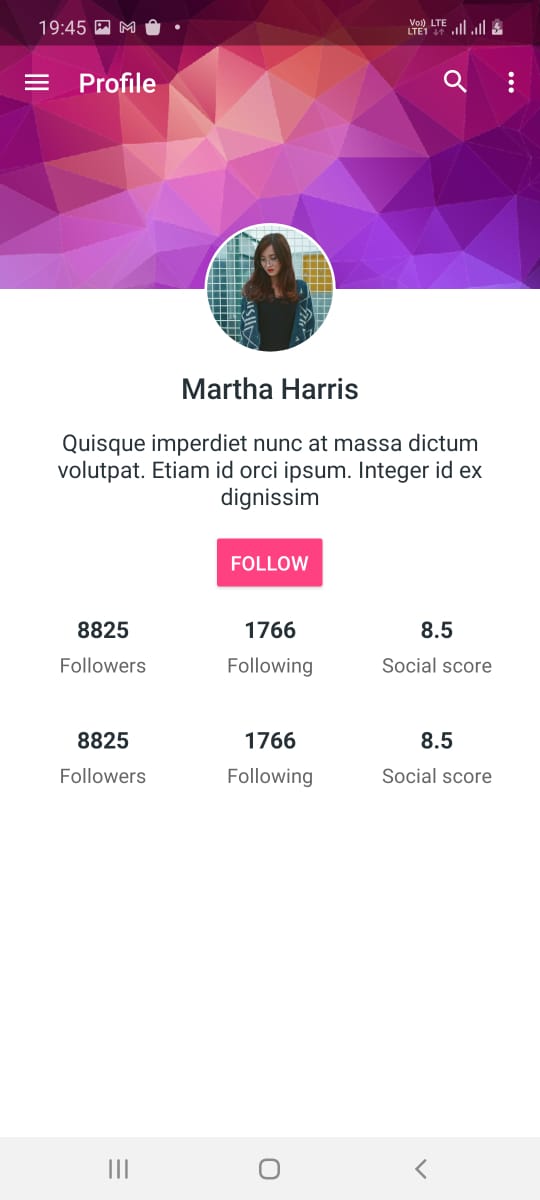 19:45
Vo)) LTE
LTE1
Profile
Martha Harris
Quisque imperdiet nunc at massa dictum
volutpat. Etiam id orci ipsum. Integer id ex
dignissim
FOLLOW
8825 1766 8.5
Followers Following Social score
8825 1766 8.5
Followers Following Social score